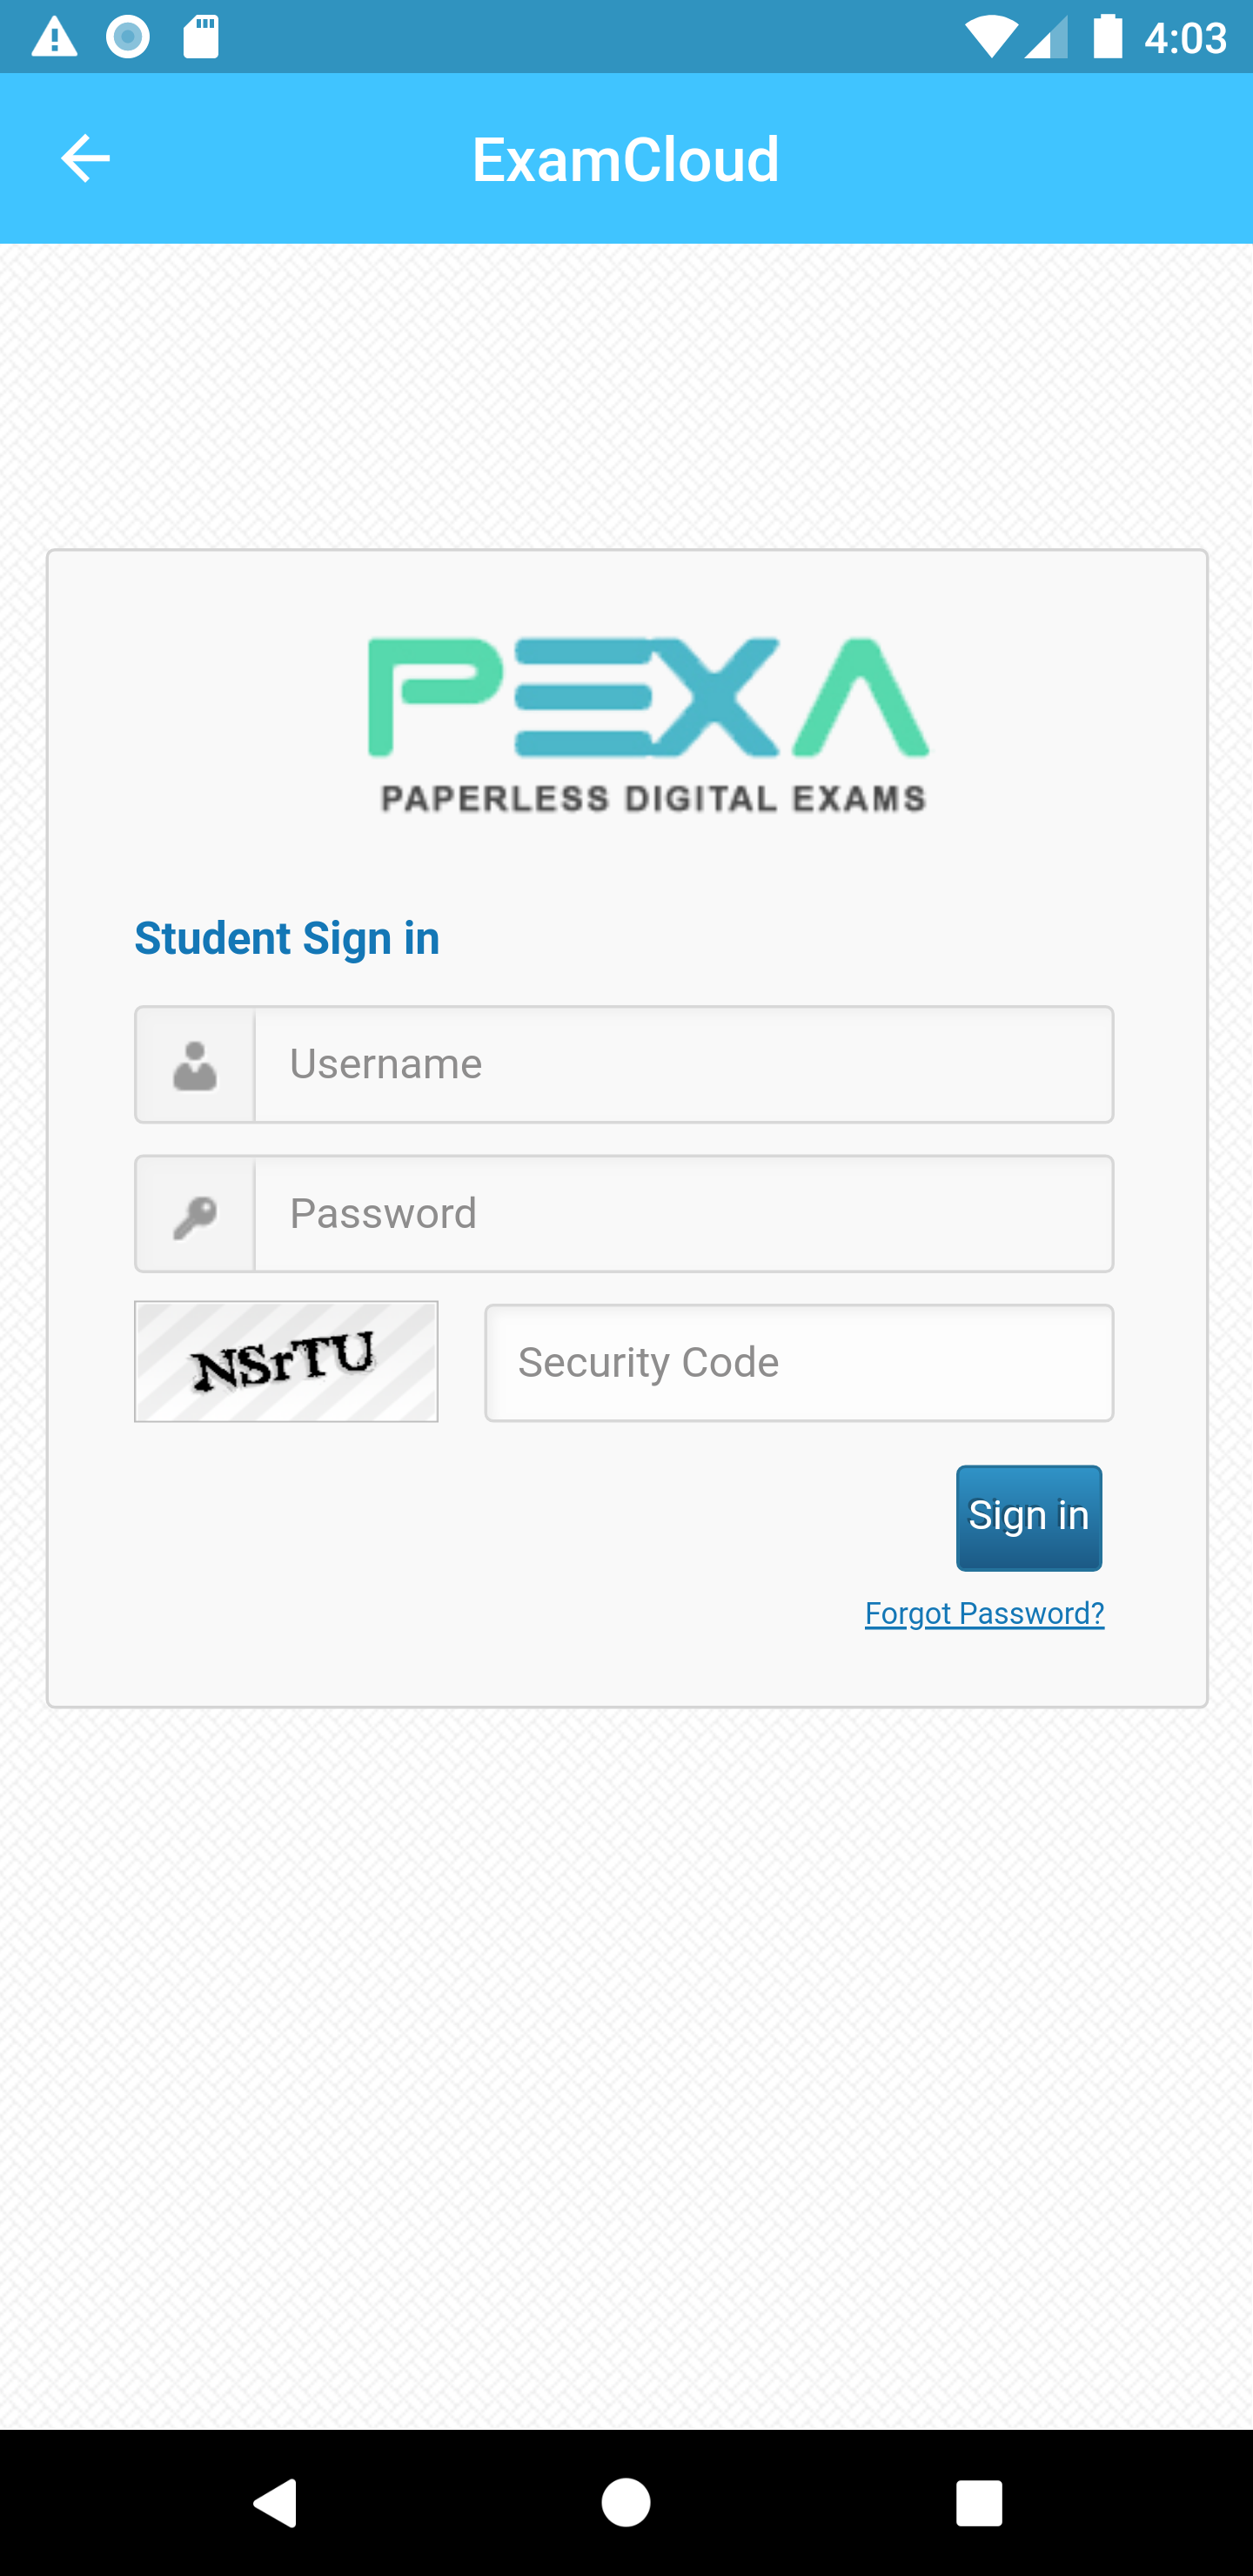 4:03
ExamCloud
PEXA
PAPERLESS DIGITAL EXAMS
Student Sign in
Username
Password
NSrTU
Security Code
Sign in
Forgot Password?